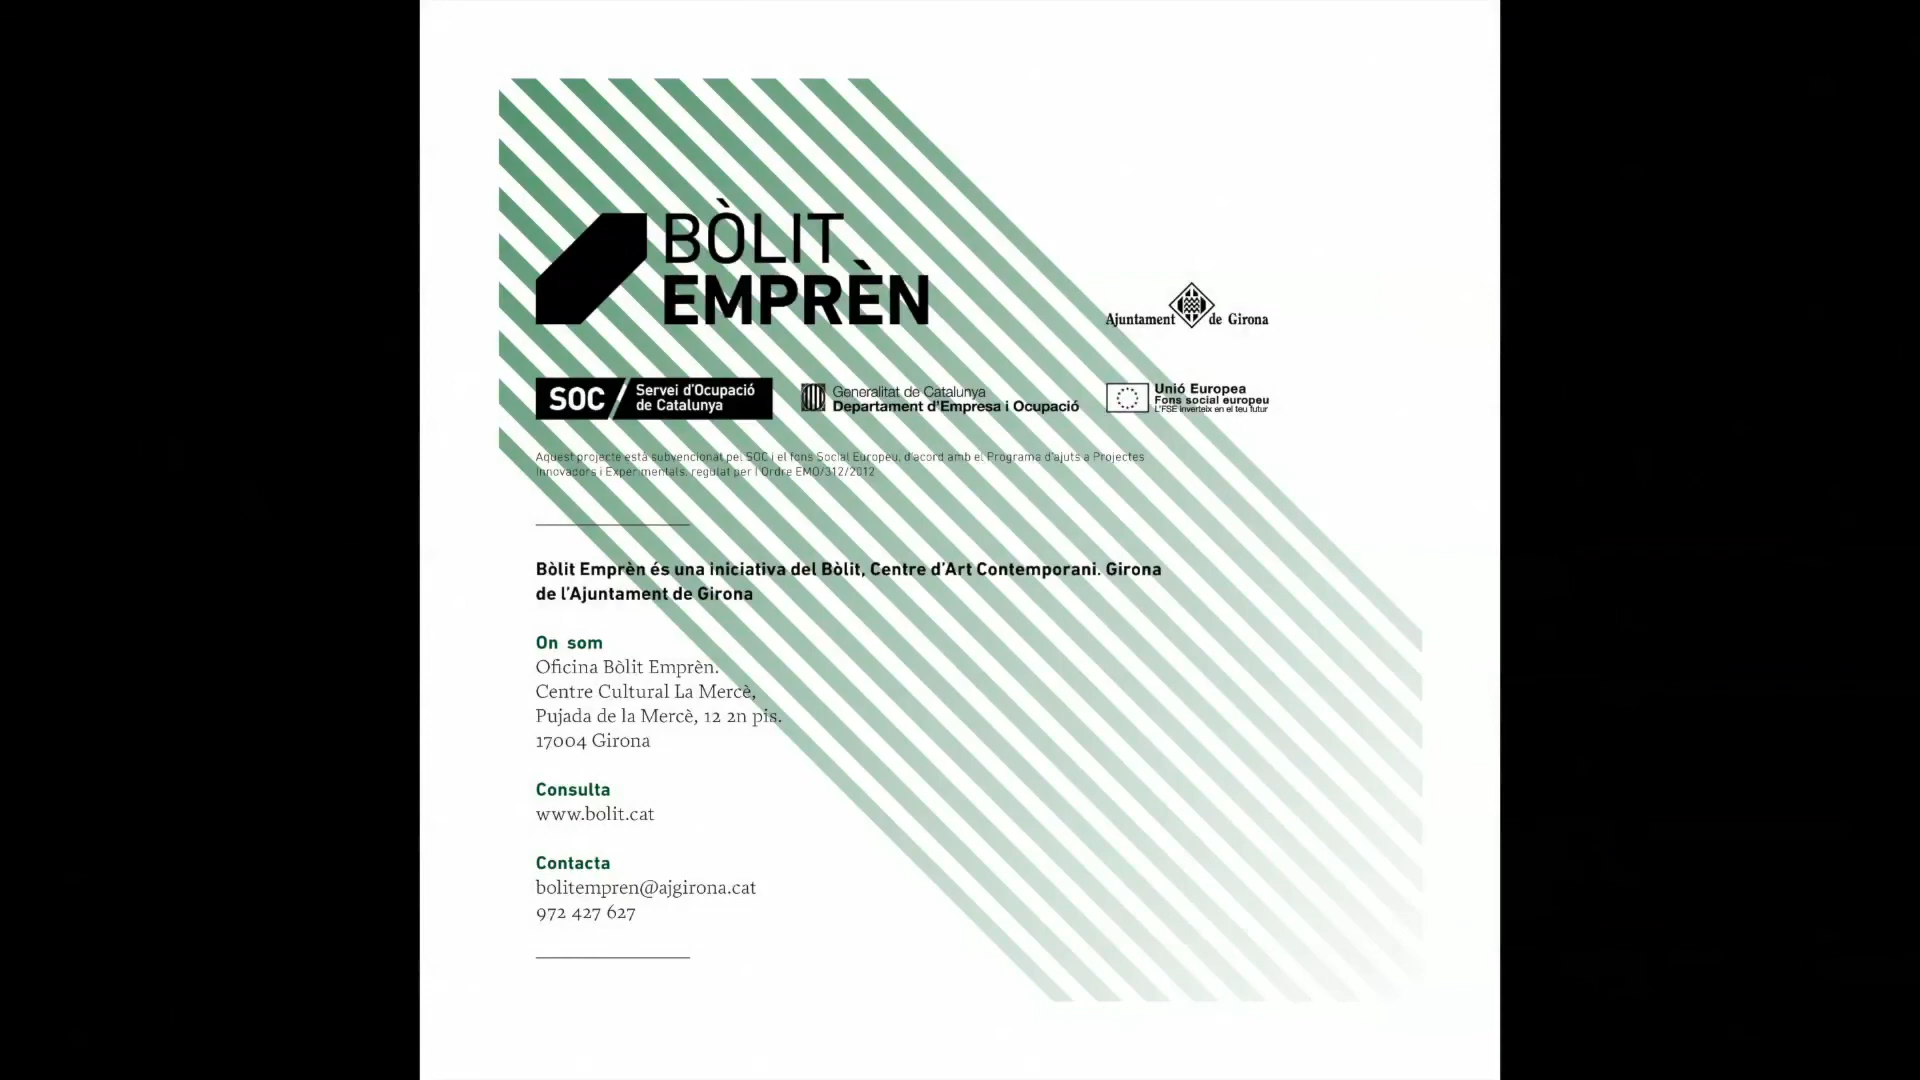 BÒLIT
EMPRÈN
Ajuntament de Girona
SOC Servei d'Ocupació
de Catalunya
Generalitat de Catalunya
Departament d'Empresa i Ocupació
Unió Europea
Fons social europeu
L'FSE inverteix en el teu futur
Aquest projecte està subvencionat pel SOC i el fons Social Europeu, d'acord amb el Programa d'ajuts a Projectes
Innovadors i Experimentals, regulat per l'Ordre EMO/312/2012
Bòlit Emprèn és una iniciativa del Bòlit, Centre d'Art Contemporani. Girona
de l'Ajuntament de Girona
On som
Oficina Bòlit Emprèn.
Centre Cultural La Mercè,
Pujada de la Mercè, 12 2n pis.
17004 Girona
Consulta
www.bolit.cat
Contacta
bolitempren@ajgirona.cat
972 427 627